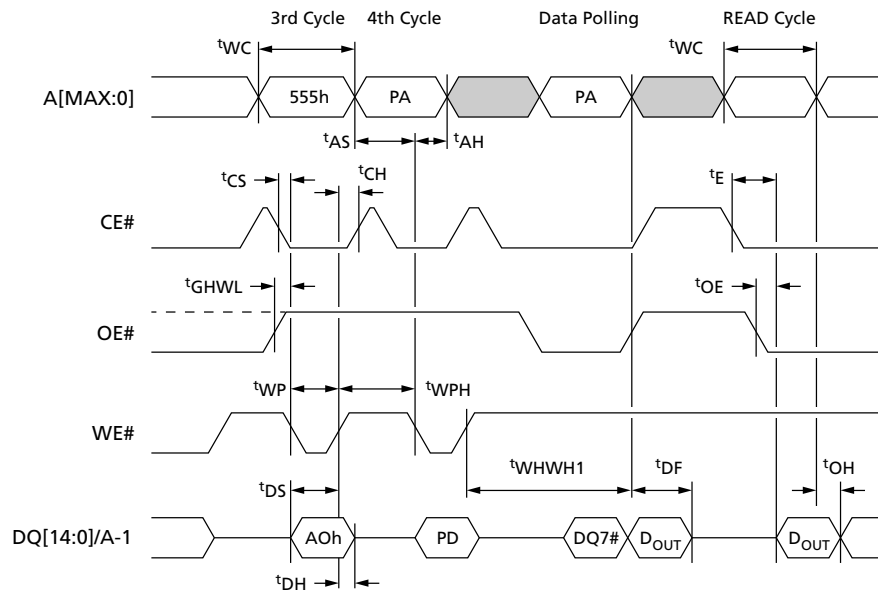 3rd Cycle 4th Cycle Data Polling READ Cycle
tWC tWC
A[MAX:0] 555h PA PA
tAS tAH
tCS tCH tE
CE#
tGHWL tOE
OE#
tWP tWPH
WE#
tWHWH1 tDF tOH
tDS
DQ[14:0]/A-1 AOh PD DQ7# DOUT DOUT
tDH